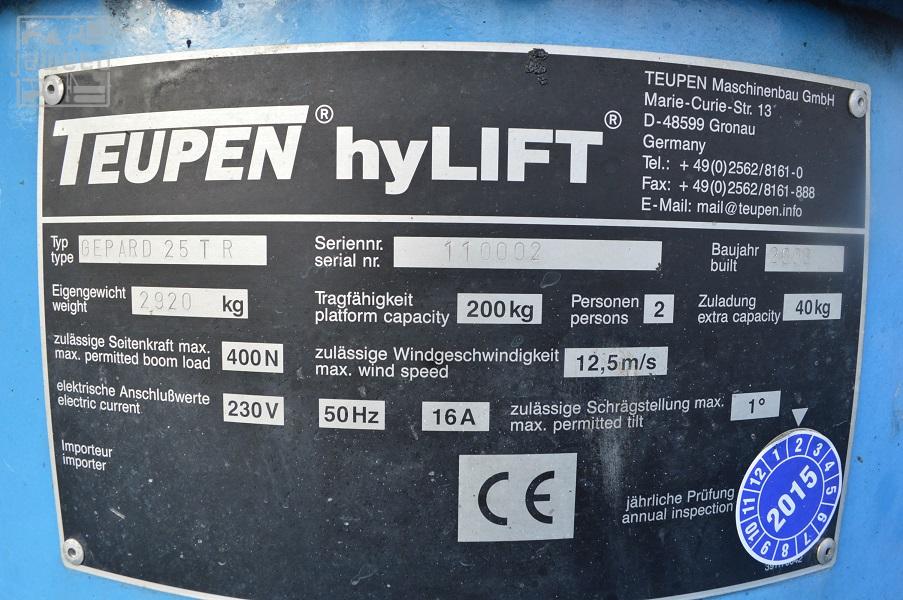 TEUPEN® hyLIFT®
TEUPEN Maschinenbau GmbH
Marie-Curie-Str. 13
D-48599 Gronau
Germany
Tel.: + 49(0)2562/8161-0
Fax: + 49(0)2562/8161-888
E-Mail: mail@teupen.info
Typ
type
GEPARD 25 T R
Seriennr.
serial nr.
110002
Baujahr
built
Eigengewicht
weight
2920 kg
Tragfähigkeit
platform capacity
200 kg
Personen
persons
2
Zuladung
extra capacity
40 kg
zulässige Seitenkraft max.
max. permitted boom load
400 N
zulässige Windgeschwindigkeit
max. wind speed
12,5 m/s
elektrische Anschlußwerte
electric current
230 V
50 Hz
16 A
zulässige Schrägstellung max.
max. permitted tilt
1°
Importeur
importer
CE
jährliche Prüfung
annual inspection
1 2 3 4 5 6 7 8 9 10 11 12
2015